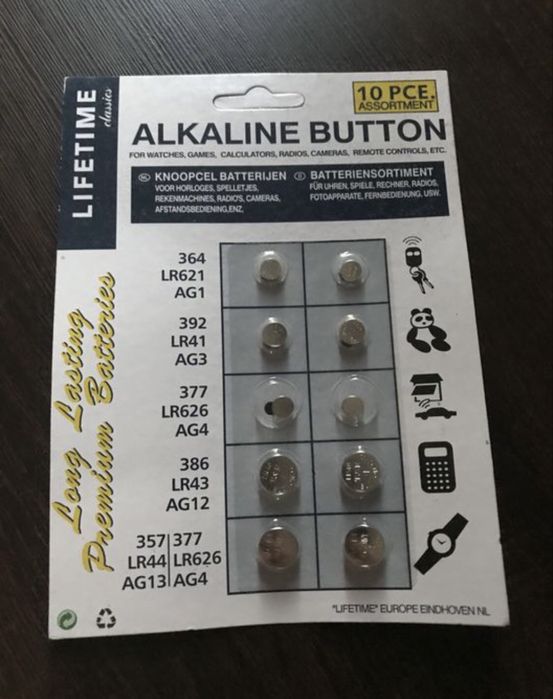 LIFETIME
classics
10 PCE.
ASSORTMENT
ALKALINE BUTTON
FOR WATCHES, GAMES, CALCULATORS, RADIOS, CAMERAS, REMOTE CONTROLS, ETC.
NL KNOOPCEL BATTERIJEN
VOOR HORLOGES, SPELLETJES,
REKENMACHINES, RADIO'S, CAMERAS,
AFSTANDSBEDIENING,ENZ.
D BATTERIENSORTIMENT
FÜR UHREN, SPIELE, RECHNER, RADIOS,
FOTOAPPARATE, FERNBEDIENUNG, USW.
364
LR621
AG1
392
LR41
AG3
377
LR626
AG4
386
LR43
AG12
357 377
LR44 LR626
AG13 AG4
Long Lasting
Premium Batteries
"LIFETIME" EUROPE EINDHOVEN NL